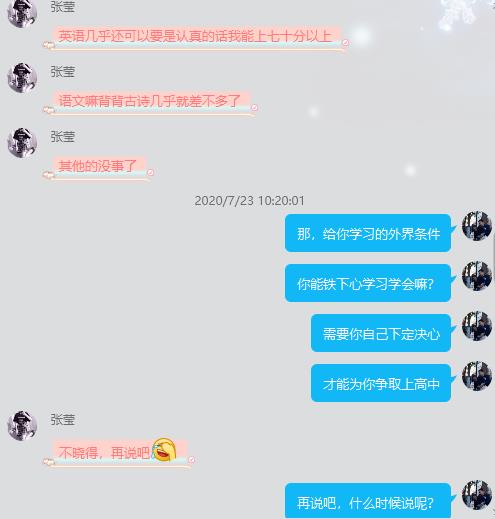 张莹
英语几乎还可以要是认真的话我能上七十分以上
张莹
语文嘛背背古诗几乎就差不多了
张莹
其他的没事了
2020/7/23 10:20:01
那，给你学习的外界条件
你能铁下心学习学会嘛？
需要你自己下定决心
才能为你争取上高中
张莹
不晓得，再说吧
再说吧，什么时候说呢？